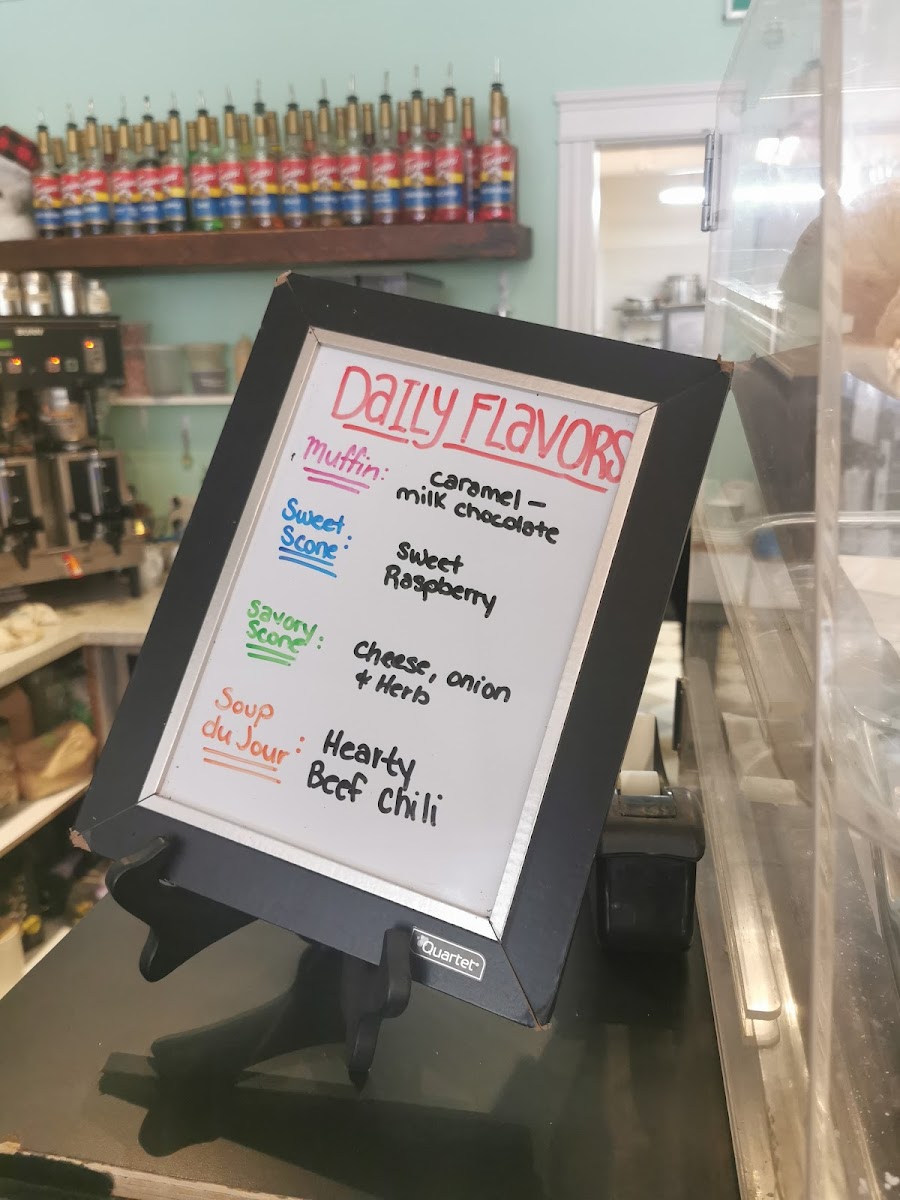 DaILy FLavoRs
Muffin:
caramel –
milk chocolate
Sweet
Scone:
Sweet
Raspberry
Savory
Scone:
Cheese, onion
& Herb
Soup
du Jour:
Hearty
Beef Chili
Quartet